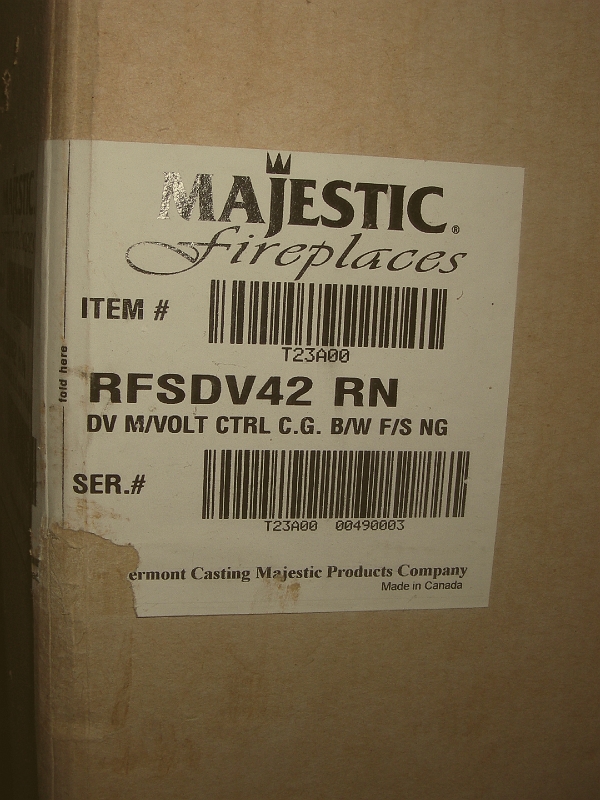 MAJESTIC®
fireplaces
ITEM #
T23A00
fold here
RFSDV42 RN
DV M/VOLT CTRL C.G. B/W F/S NG
SER.#
T23A00 00490003
ermont Casting Majestic Products Company
Made in Canada